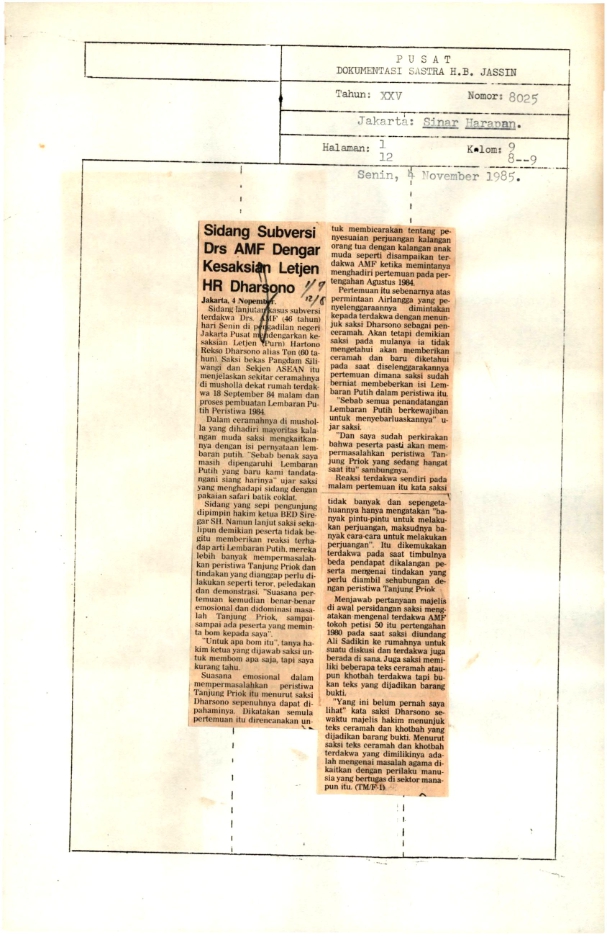 P U S A T
DOKUMENTASI SASTRA H.B. JASSIN
Tahun: XXV Nomor: 8025
Jakarta: Sinar Harapan.
Halaman: 1 Kolom: 9
12 8--9
Senin, 4 November 1985.
Sidang Subversi
Drs AMF Dengar
Kesaksian Letjen
HR Dharsono
1/9
12/8
Jakarta, 4 Nopember.
Sidang lanjutan kasus subversi
terdakwa Drs. AMF (46 tahun)
hari Senin di pengadilan negeri
Jakarta Pusat mendengarkan ke-
saksian Letjen (Purn) Hartono
Rekso Dharsono alias Ton (60 ta-
hun). Saksi bekas Pangdam Sili-
wangi dan Sekjen ASEAN itu
menjelaskan sekitar ceramahnya
di musholla dekat rumah terdak-
wa 18 September 84 malam dan
proses pembuatan Lembaran Pu-
tih Peristiwa 1984.
Dalam ceramahnya di mushol-
la yang dihadiri mayoritas kala-
ngan muda saksi mengkaitkan-
nya dengan isi pernyataan lem-
baran putih. "Sebab benak saya
masih dipengaruhi Lembaran
Putih yang baru kami tandata-
ngani siang harinya" ujar saksi
yang menghadapi sidang dengan
pakaian safari batik coklat.
Sidang yang sepi pengunjung
dipimpin hakim ketua BED Sire-
gar SH. Namun lanjut saksi seka-
lipun demikian peserta tidak be-
gitu memberikan reaksi terha-
dap arti Lembaran Putih, mereka
lebih banyak mempermasalah-
kan peristiwa Tanjung Priok dan
tindakan yang dianggap perlu di-
lakukan seperti teror, peledakan
dan demonstrasi. "Suasana per-
temuan kemudian benar-benar
emosional dan didominasi masa-
lah Tanjung Priok, sampai-
sampai ada peserta yang memin-
ta bom kepada saya".
"Untuk apa bom itu", tanya ha-
kim ketua yang dijawab saksi un-
tuk membom apa saja, tapi saya
kurang tahu.
Suasana emosional dalam
mempermasalahkan peristiwa
Tanjung Priok itu menurut saksi
Dharsono sepenuhnya dapat di-
pahaminya. Dikatakan semula
pertemuan itu direncanakan un-
tuk membicarakan tentang pe-
nyesuaian perjuangan kalangan
orang tua dengan kalangan anak
muda seperti disampaikan ter-
dakwa AMF ketika memintanya
menghadiri pertemuan pada per-
tengahan Agustus 1984.
Pertemuan itu sebenarnya atas
permintaan Airlangga yang pe-
nyelenggaraannya dimintakan
kepada terdakwa dengan menun-
juk saksi Dharsono sebagai pen-
ceramah. Akan tetapi demikian
saksi pada mulanya ia tidak
mengetahui akan memberikan
ceramah dan baru diketahui
pada saat diselenggarakannya
pertemuan dimana saksi sudah
berniat membeberkan isi Lem-
baran Putih dalam peristiwa itu.
"Sebab semua penandatangan
Lembaran Putih berkewajiban
untuk menyebarluaskannya" u-
jar saksi.
"Dan saya sudah perkirakan
bahwa peserta pasti akan mem-
permasalahkan peristiwa Tan-
jung Priok yang sedang hangat
saat itu" sambungnya.
Reaksi terdakwa sendiri pada
malam pertemuan itu kata saksi
tidak banyak dan sepengeta-
huannya hanya mengatakan "ba-
nyak pintu-pintu untuk melaku-
kan perjuangan, maksudnya ba-
nyak cara-cara untuk melakukan
perjuangan". Itu dikemukakan
terdakwa pada saat timbulnya
beda pendapat dikalangan pe-
serta mengenai tindakan yang
perlu diambil sehubungan de-
ngan peristiwa Tanjung Priok
Menjawab pertanyaan majelis
di awal persidangan saksi meng-
atakan mengenal terdakwa AMF
tokoh petisi 50 itu pertengahan
1980 pada saat saksi diundang
Ali Sadikin ke rumahnya untuk
suatu diskusi dan terdakwa juga
berada di sana. Juga saksi memi-
liki beberapa teks ceramah atau-
pun khotbah terdakwa tapi bu-
kan teks yang dijadikan barang
bukti.
"Yang ini belum pernah saya
lihat" kata saksi Dharsono se-
waktu majelis hakim menunjuk
teks ceramah dan khotbah yang
dijadikan barang bukti. Menurut
saksi teks ceramah dan khotbah
terdakwa yang dimilikinya ada-
lah mengenai masalah agama di-
kaitkan dengan perilaku manu-
sia yang bertugas di sektor mana-
pun itu. (TM/F-1).